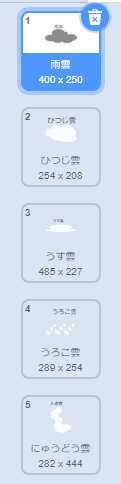 1
雨雲
雨雲
400 x 250
2
ひつじ雲
ひつじ雲
254 x 208
3
うす雲
うす雲
485 x 227
4
うろこ雲
うろこ雲
289 x 254
5
入道雲
にゅうどう雲
282 x 444